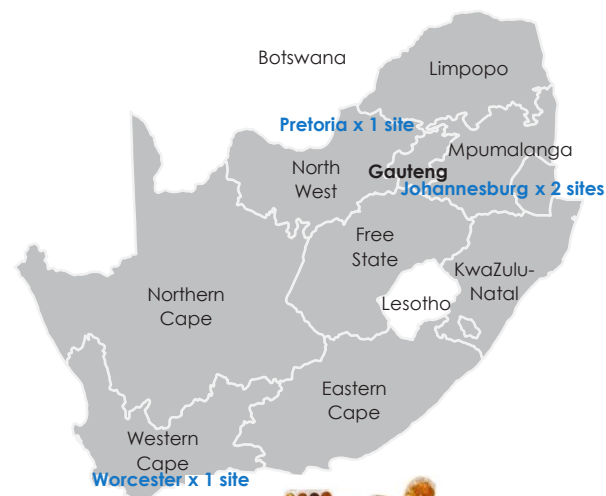 Botswana
Limpopo
Pretoria x 1 site
Mpumalanga
North
West
Gauteng
Johannesburg x 2 sites
Free
State
KwaZulu-
Natal
Lesotho
Northern
Cape
Eastern
Cape
Western
Cape
Worcester x 1 site